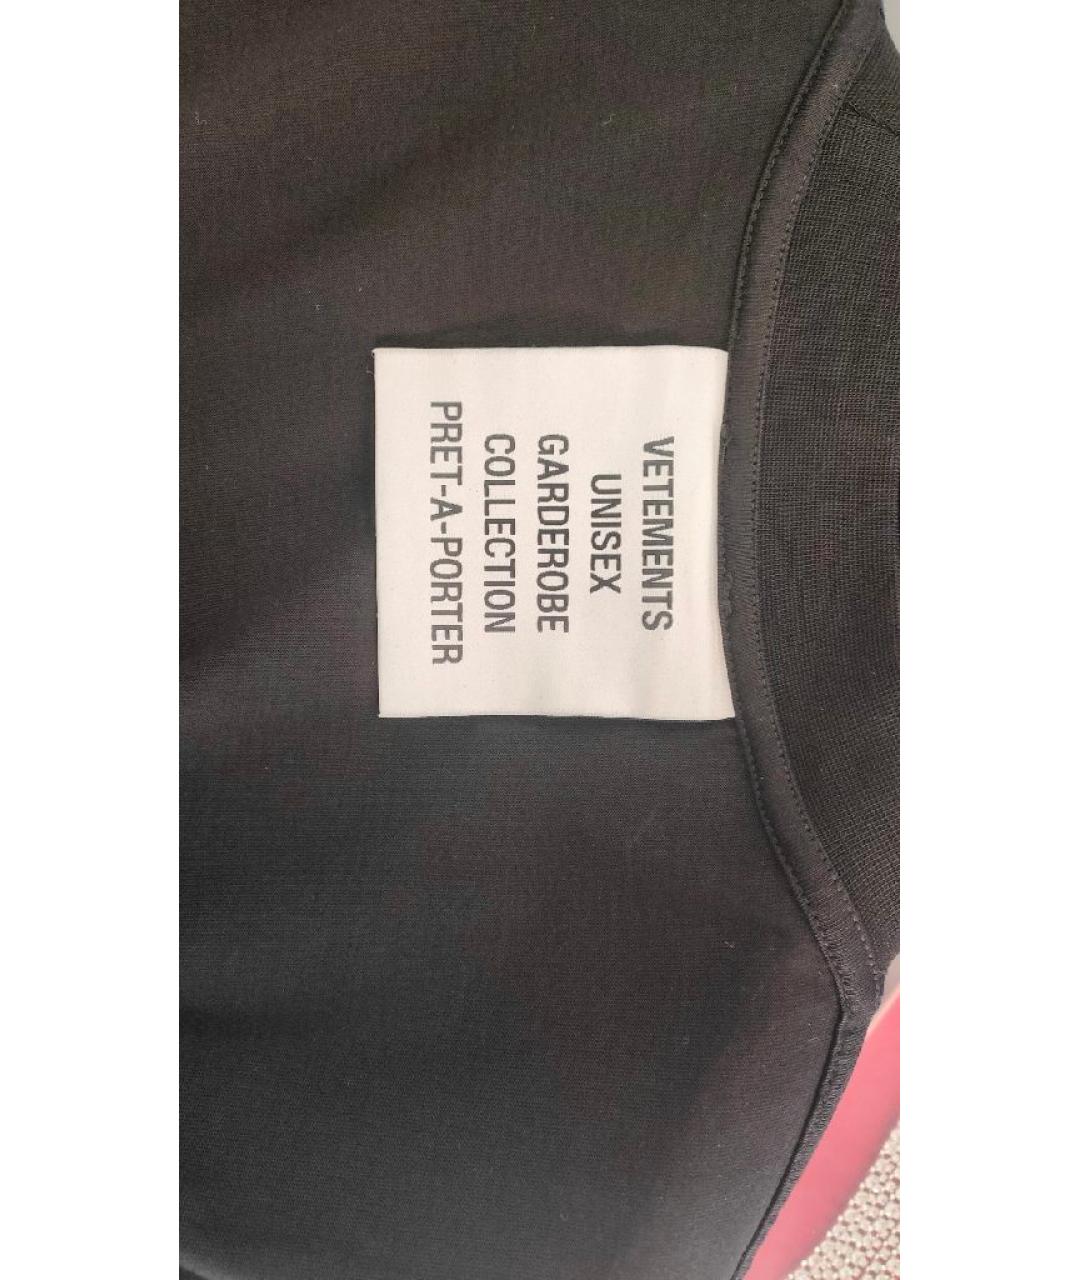 VETEMENTS
UNISEX
GARDEROBE
COLLECTION
PRET-A-PORTER